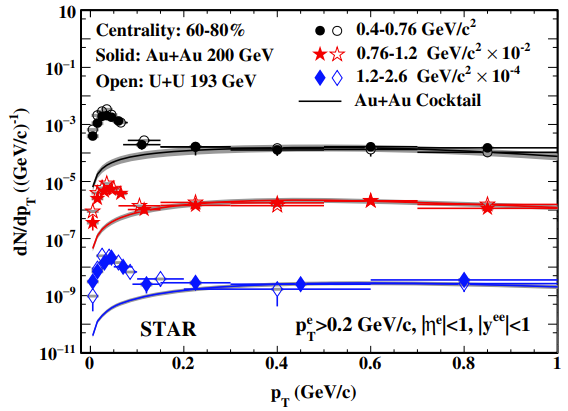 Centrality: 60-80%
Solid: Au+Au 200 GeV
Open: U+U 193 GeV
0.4-0.76 GeV/c²
0.76-1.2 GeV/c² × 10⁻²
1.2-2.6 GeV/c² × 10⁻⁴
Au+Au Cocktail
dN/dp_T ((GeV/c)⁻¹)
10
10⁻¹
10⁻³
10⁻⁵
10⁻⁷
10⁻⁹
10⁻¹¹
STAR
p_T^e>0.2 GeV/c, |η^e|<1, |y^ee|<1
0 0.2 0.4 0.6 0.8 1
p_T (GeV/c)